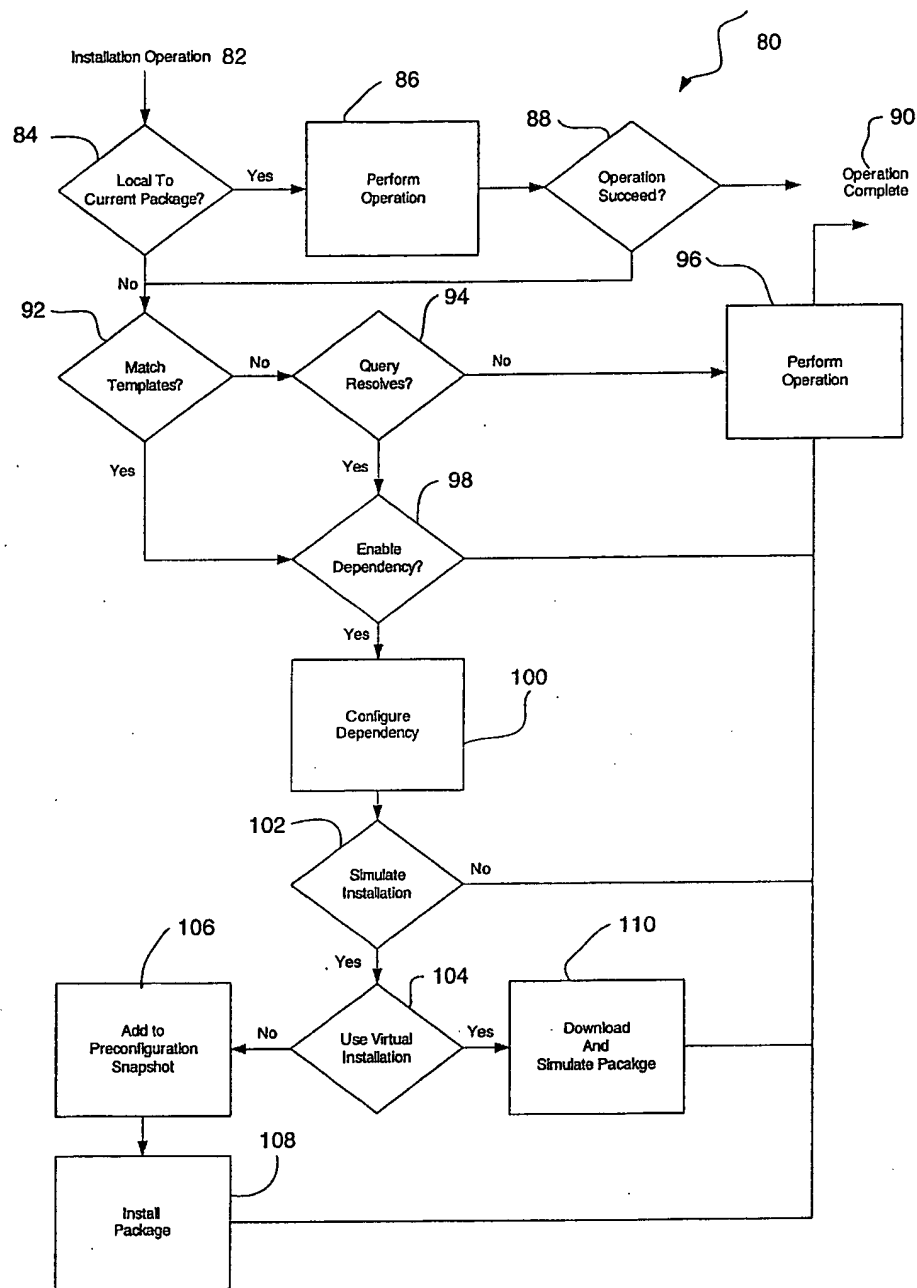 80
Installation Operation 82
86
88
90
84
Operation
Complete
Local To
Current Package?
Yes
Perform
Operation
Operation
Succeed?
No
96
92
94
Match
Templates?
No
Query
Resolves?
No
Perform
Operation
Yes
Yes
98
Enable
Dependency?
Yes
100
Configure
Dependency
102
Simulate
Installation
No
106
Yes
104
110
Add to
Preconfiguration
Snapshot
No
Use Virtual
Installation
Yes
Download
And
Simulate Pacakge
108
Install
Package